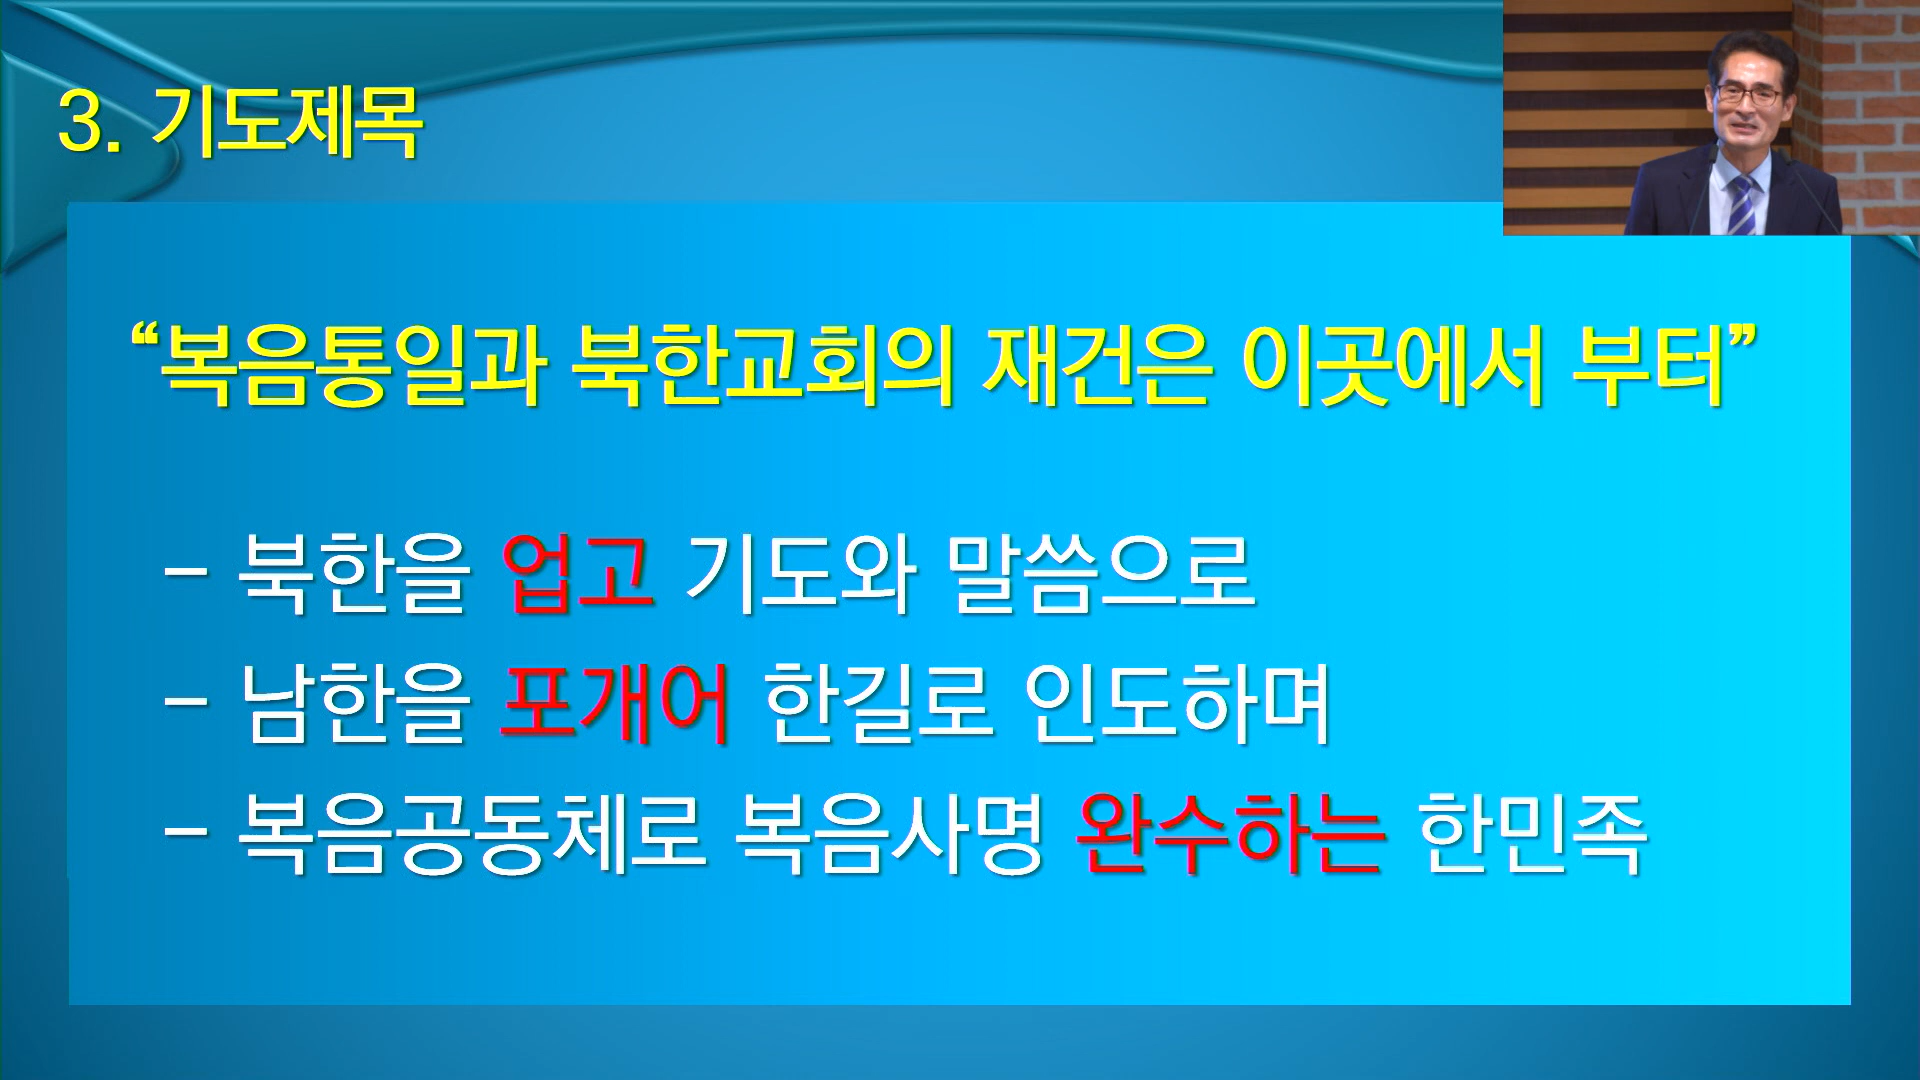 3. 기도제목
“복음통일과 북한교회의 재건은 이곳에서 부터”
- 북한을 업고 기도와 말씀으로
- 남한을 포개어 한길로 인도하며
- 복음공동체로 복음사명 완수하는 한민족